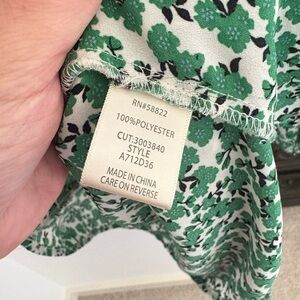 RN#58822
100%POLYESTER
CUT:3003840
STYLE
A712D36
MADE IN CHINA
CARE ON REVERSE